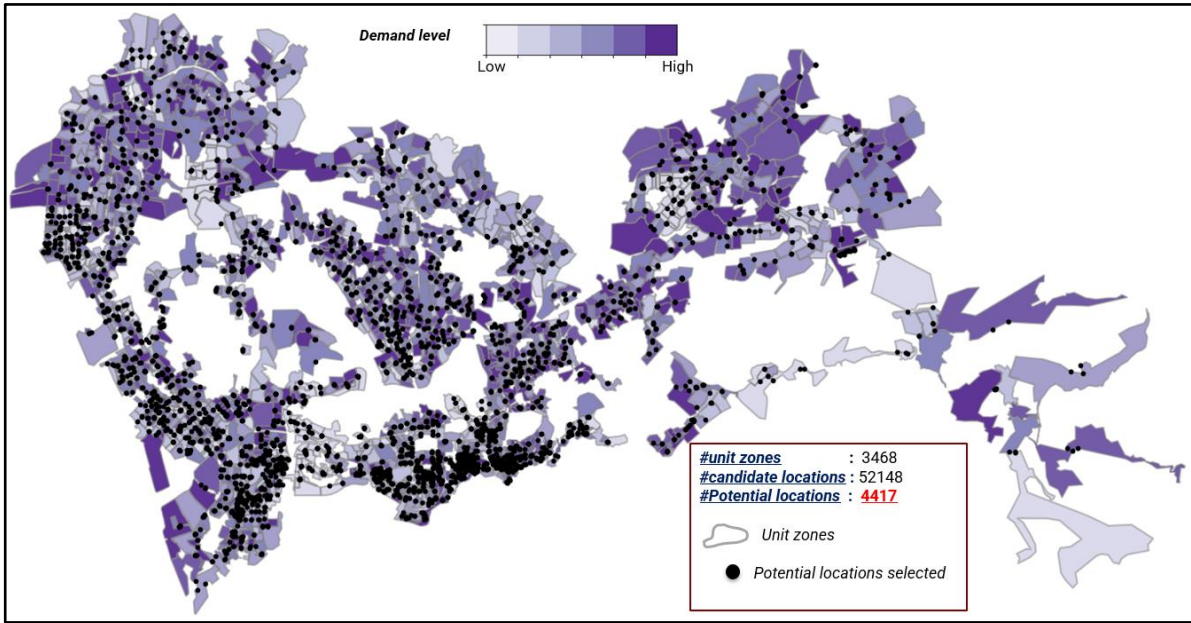 Demand level
Low High
#unit zones : 3468
#candidate locations : 52148
#Potential locations : 4417
Unit zones
Potential locations selected